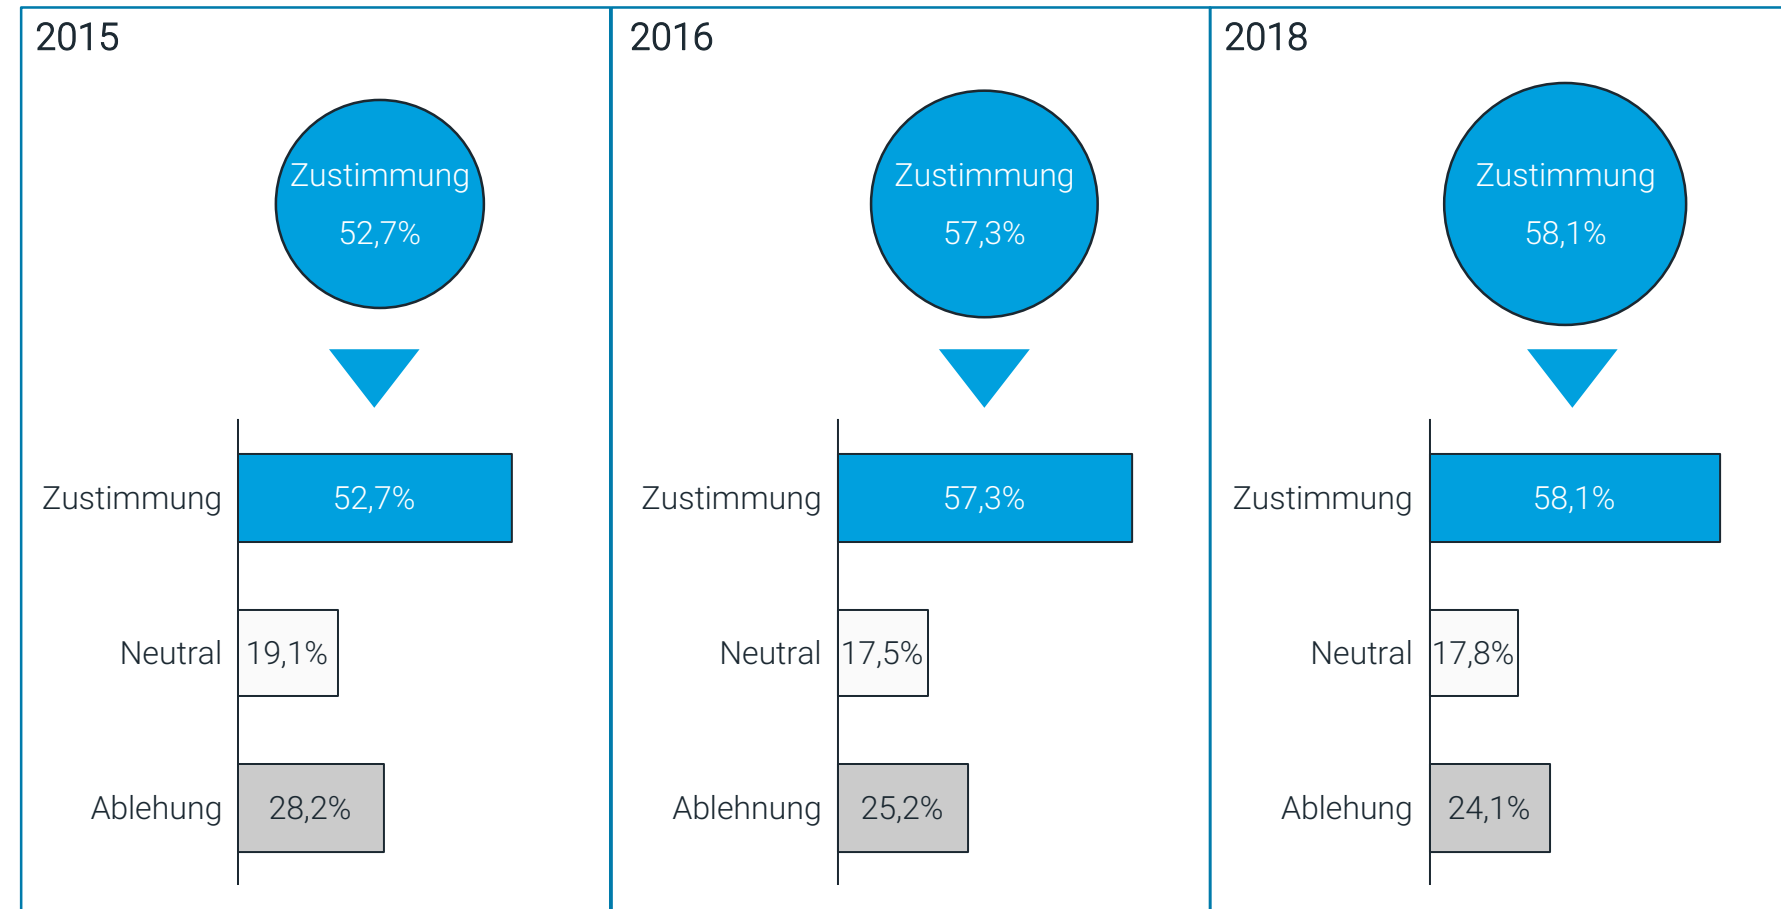 2015
Zustimmung
52,7%
Zustimmung 52,7%
Neutral 19,1%
Ablehung 28,2%
2016
Zustimmung
57,3%
Zustimmung 57,3%
Neutral 17,5%
Ablehnung 25,2%
2018
Zustimmung
58,1%
Zustimmung 58,1%
Neutral 17,8%
Ablehung 24,1%